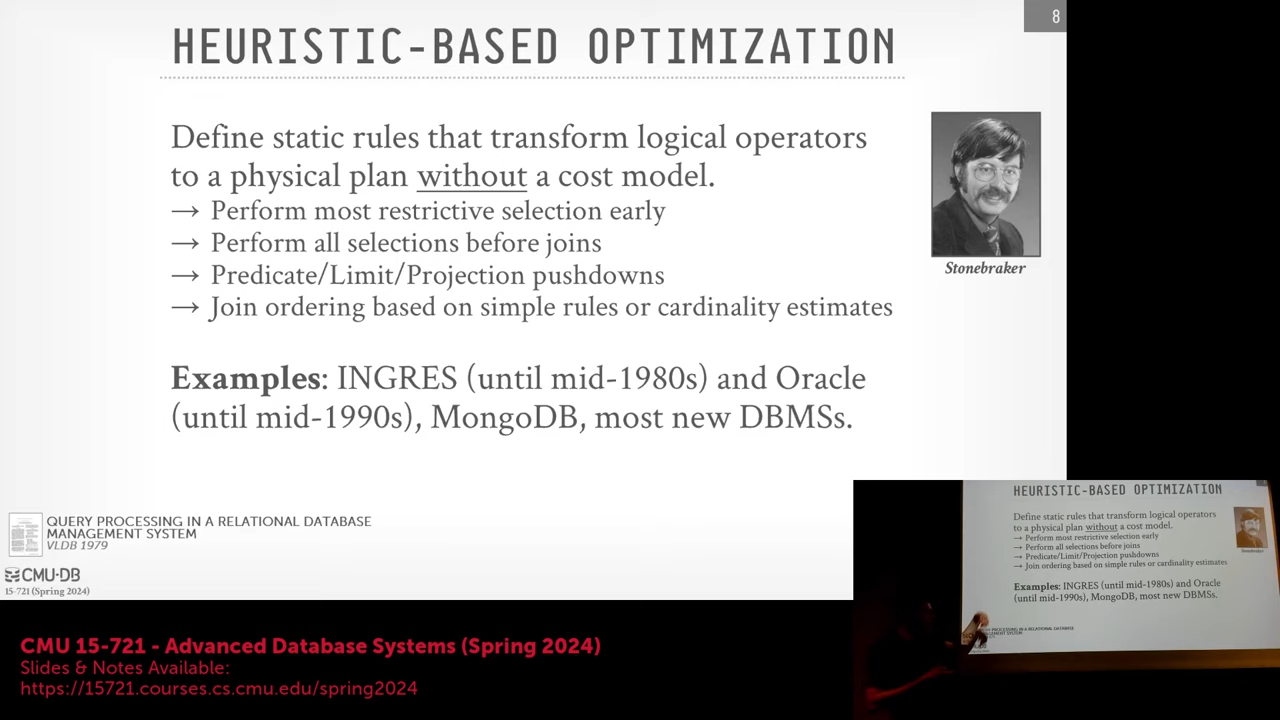 8
HEURISTIC-BASED OPTIMIZATION
Define static rules that transform logical operators
to a physical plan without a cost model.
→ Perform most restrictive selection early
→ Perform all selections before joins
→ Predicate/Limit/Projection pushdowns
→ Join ordering based on simple rules or cardinality estimates
Stonebraker
Examples: INGRES (until mid-1980s) and Oracle
(until mid-1990s), MongoDB, most new DBMSs.
QUERY PROCESSING IN A RELATIONAL DATABASE
MANAGEMENT SYSTEM
VLDB 1979
CMU·DB
15-721 (Spring 2024)
HEURISTIC-BASED OPTIMIZATION
Define static rules that transform logical operators
to a physical plan without a cost model.
→ Perform most restrictive selection early
→ Perform all selections before joins
→ Predicate/Limit/Projection pushdowns
→ Join ordering based on simple rules or cardinality estimates
Examples: INGRES (until mid-1980s) and Oracle
(until mid-1990s), MongoDB, most new DBMSs.
PROCESSING IN A RELATIONAL DATABASE
SYSTEM
CMU 15-721 - Advanced Database Systems (Spring 2024)
Slides & Notes Available:
https://15721.courses.cs.cmu.edu/spring2024